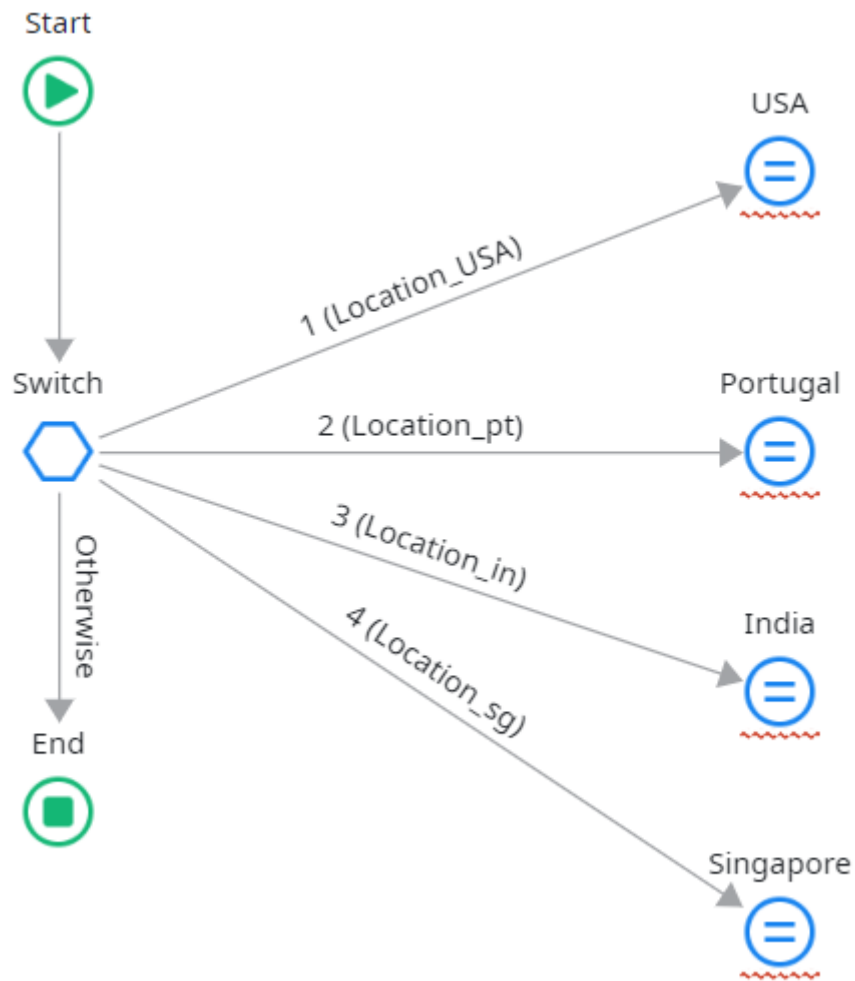 Start
USA
1 (Location_USA)
Switch
Portugal
2 (Location_pt)
3 (Location_in)
Otherwise
India
4 (Location_sg)
End
Singapore